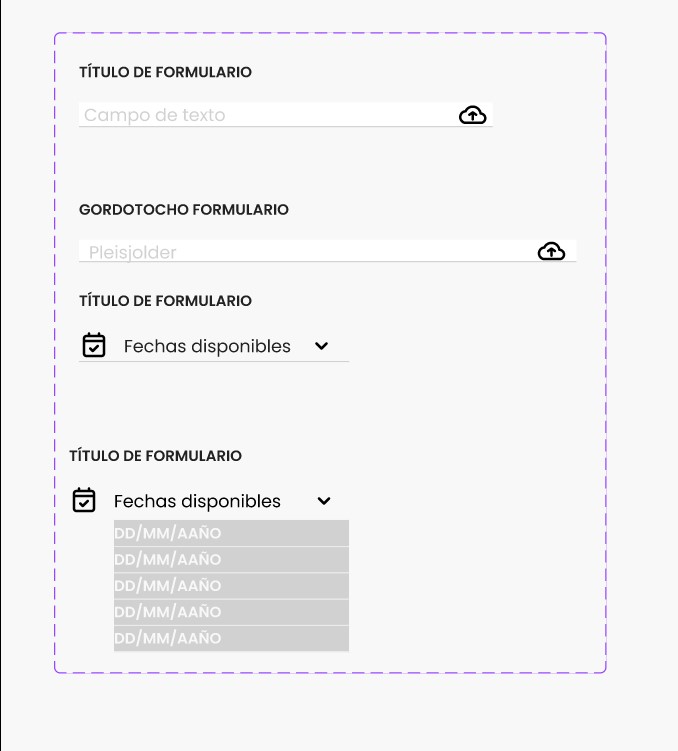 TÍTULO DE FORMULARIO
Campo de texto
GORDOTOCHO FORMULARIO
Pleisjolder
TÍTULO DE FORMULARIO
Fechas disponibles
TÍTULO DE FORMULARIO
Fechas disponibles
DD/MM/AAÑO
DD/MM/AAÑO
DD/MM/AAÑO
DD/MM/AAÑO
DD/MM/AAÑO